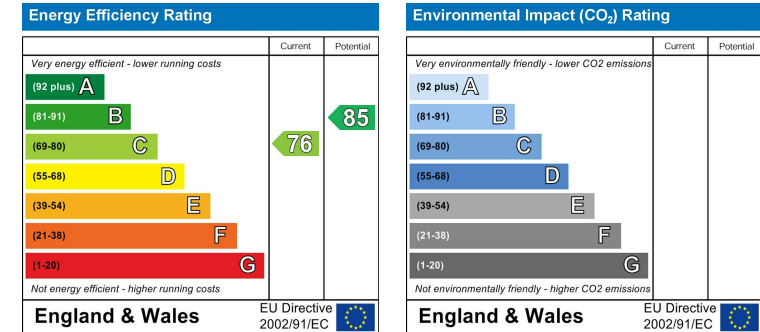 Energy Efficiency Rating
Current Potential
Very energy efficient - lower running costs
(92 plus) A
(81-91) B
85
(69-80) C
76
(55-68) D
(39-54) E
(21-38) F
(1-20) G
Not energy efficient - higher running costs
England & Wales
EU Directive
2002/91/EC
Environmental Impact (CO₂) Rating
Current Potential
Very environmentally friendly - lower CO2 emissions
(92 plus) A
(81-91) B
(69-80) C
(55-68) D
(39-54) E
(21-38) F
(1-20) G
Not environmentally friendly - higher CO2 emissions
England & Wales
EU Directive
2002/91/EC